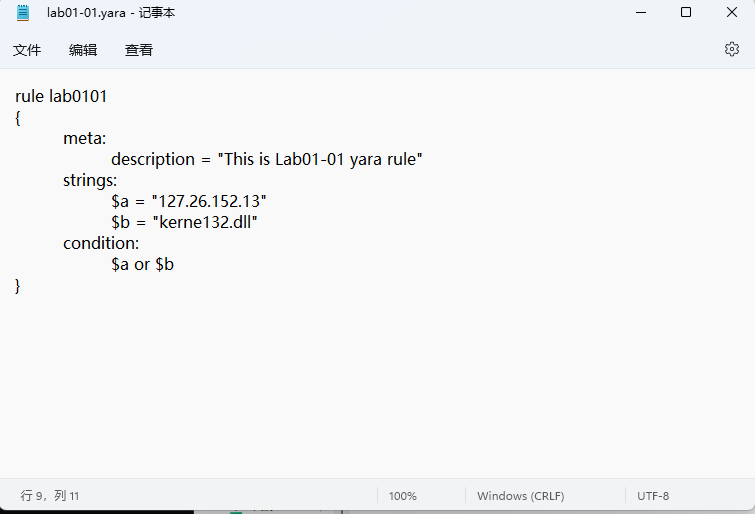 lab01-01.yara - 记事本
文件 编辑 查看
rule lab0101
{
meta:
description = "This is Lab01-01 yara rule"
strings:
$a = "127.26.152.13"
$b = "kerne132.dll"
condition:
$a or $b
}
行 9，列 11 100% Windows (CRLF) UTF-8